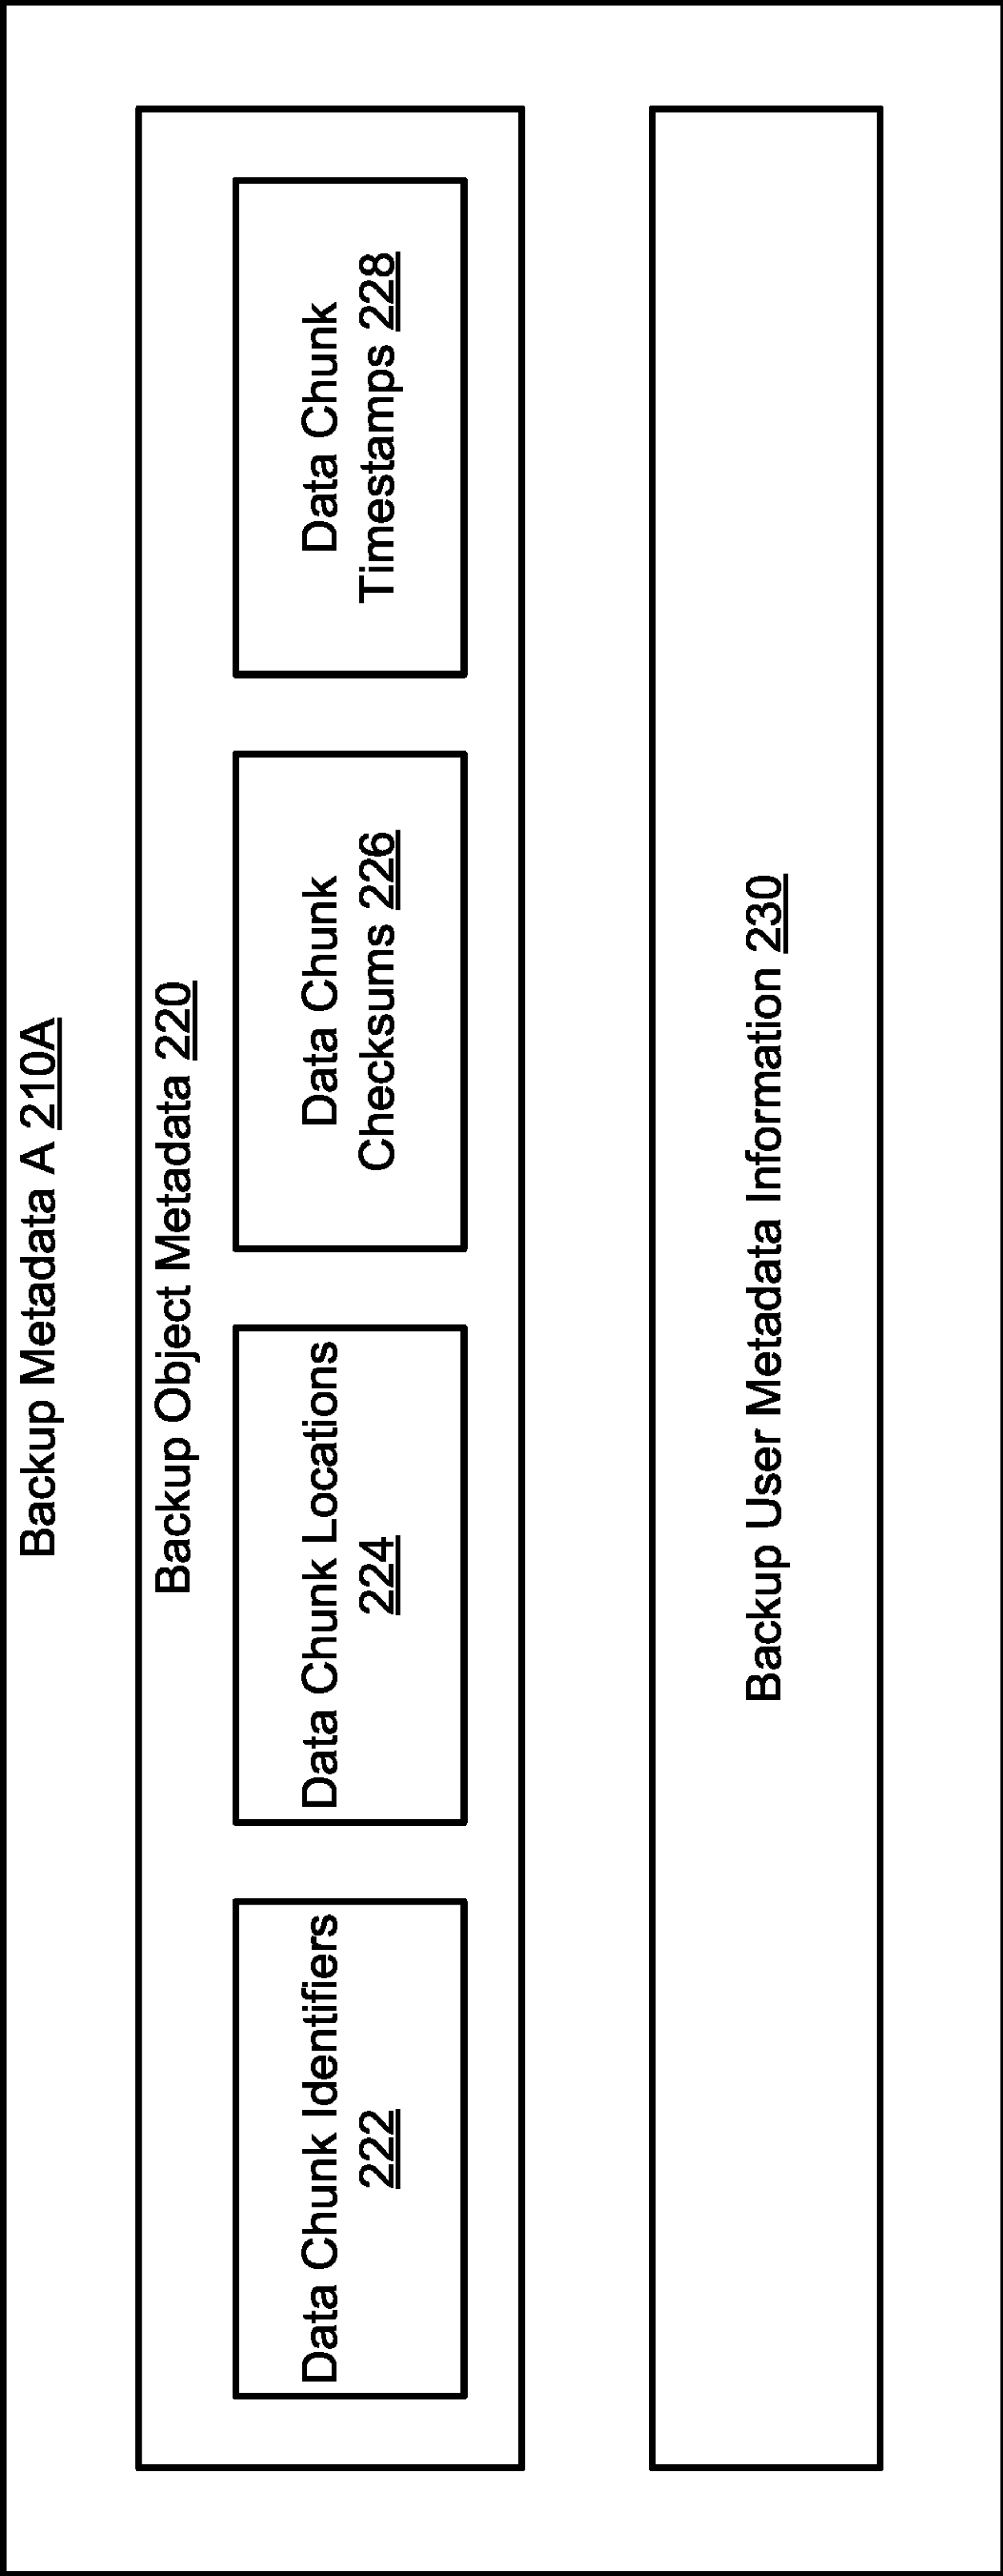 Backup Metadata A 210A
Backup Object Metadata 220
Data Chunk Identifiers
222
Data Chunk Locations
224
Data Chunk
Checksums 226
Data Chunk
Timestamps 228
Backup User Metadata Information 230